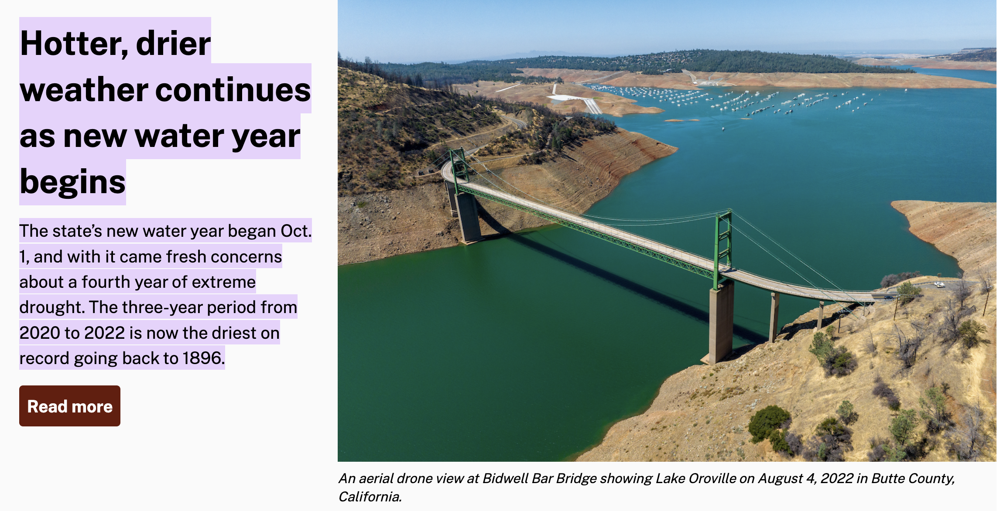 Hotter, drier
weather continues
as new water year
begins
The state’s new water year began Oct.
1, and with it came fresh concerns
about a fourth year of extreme
drought. The three-year period from
2020 to 2022 is now the driest on
record going back to 1896.
Read more
An aerial drone view at Bidwell Bar Bridge showing Lake Oroville on August 4, 2022 in Butte County,
California.